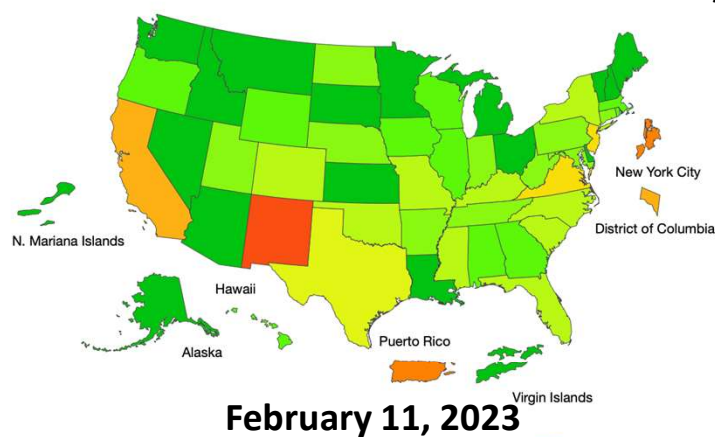 New York City
District of Columbia
N. Mariana Islands
Hawaii
Puerto Rico
Alaska
Virgin Islands
February 11, 2023